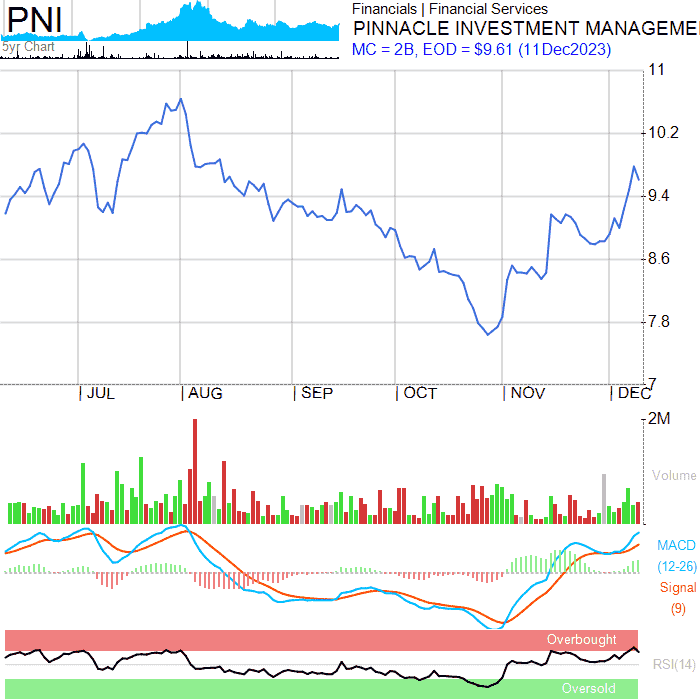 PNI
5yr Chart
Financials | Financial Services
PINNACLE INVESTMENT MANAGEME
MC = 2B, EOD = $9.61 (11Dec2023)
11
10.2
9.4
8.6
7.8
7
JUL AUG SEP OCT NOV DEC
2M
Volume
MACD
(12-26)
Signal
(9)
Overbought
RSI(14)
Oversold